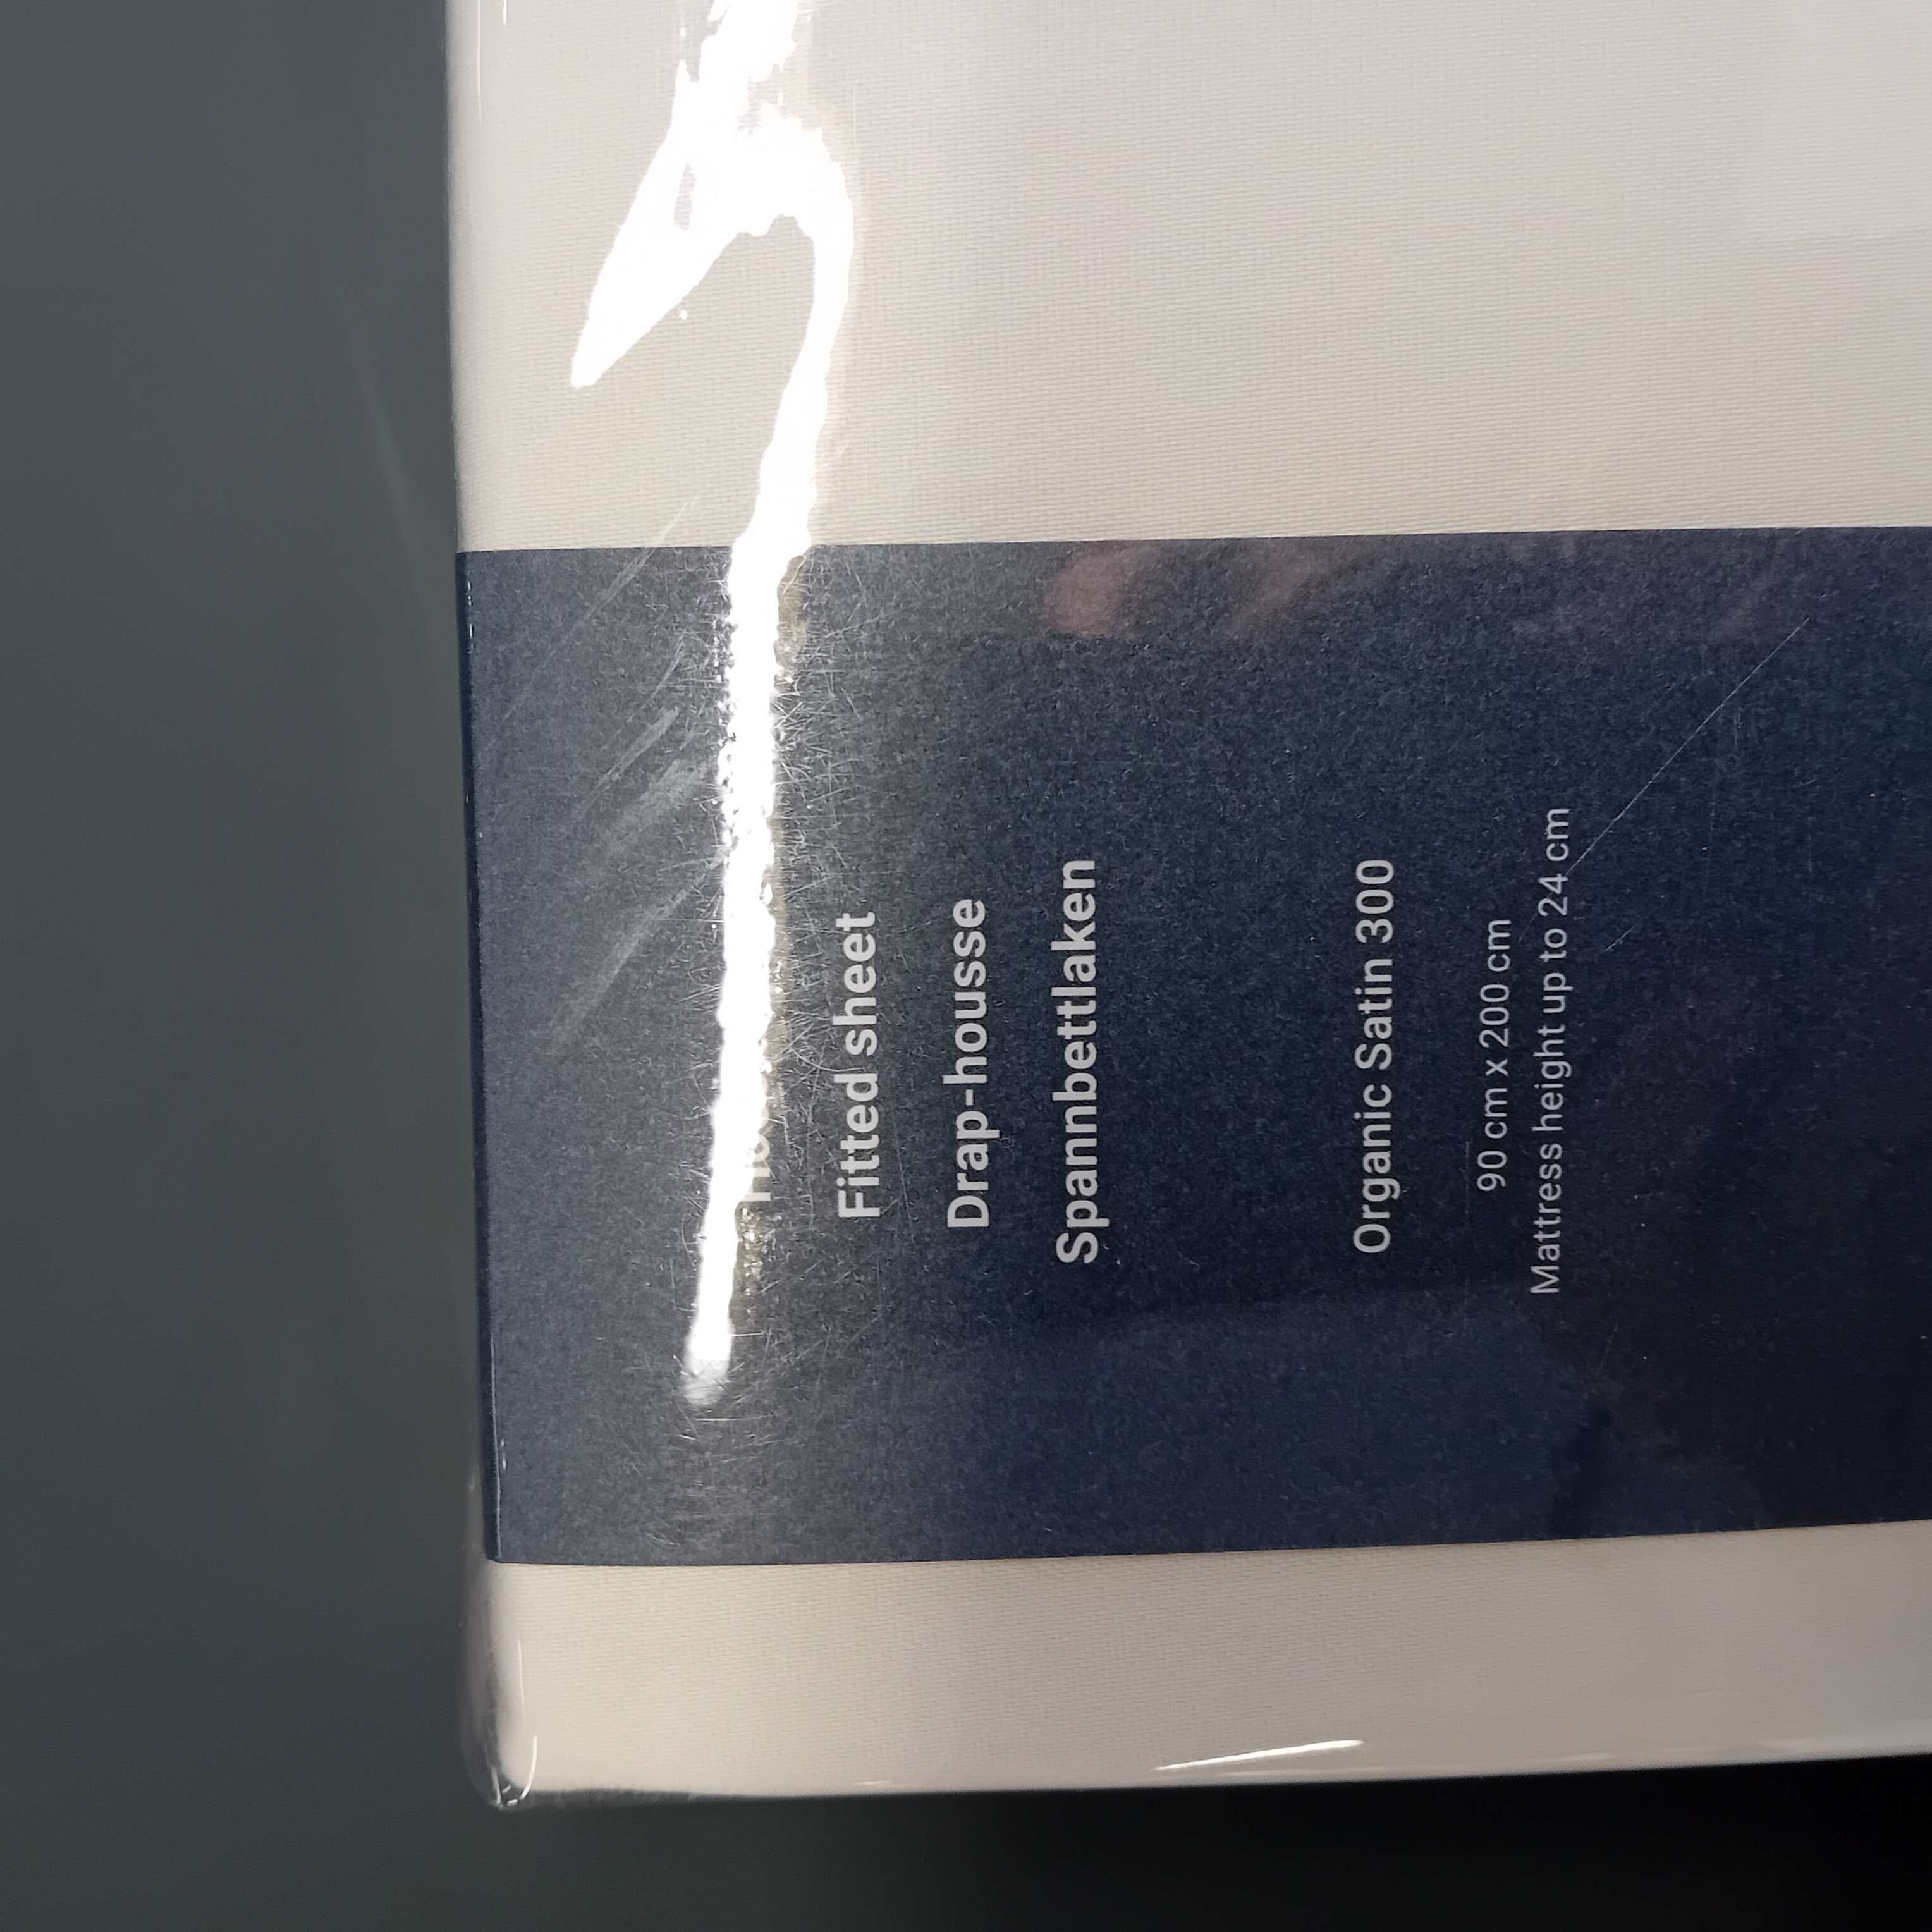 Fitted sheet
Drap-housse
Spannbettlaken
Organic Satin 300
90 cm x 200 cm
Mattress height up to 24 cm